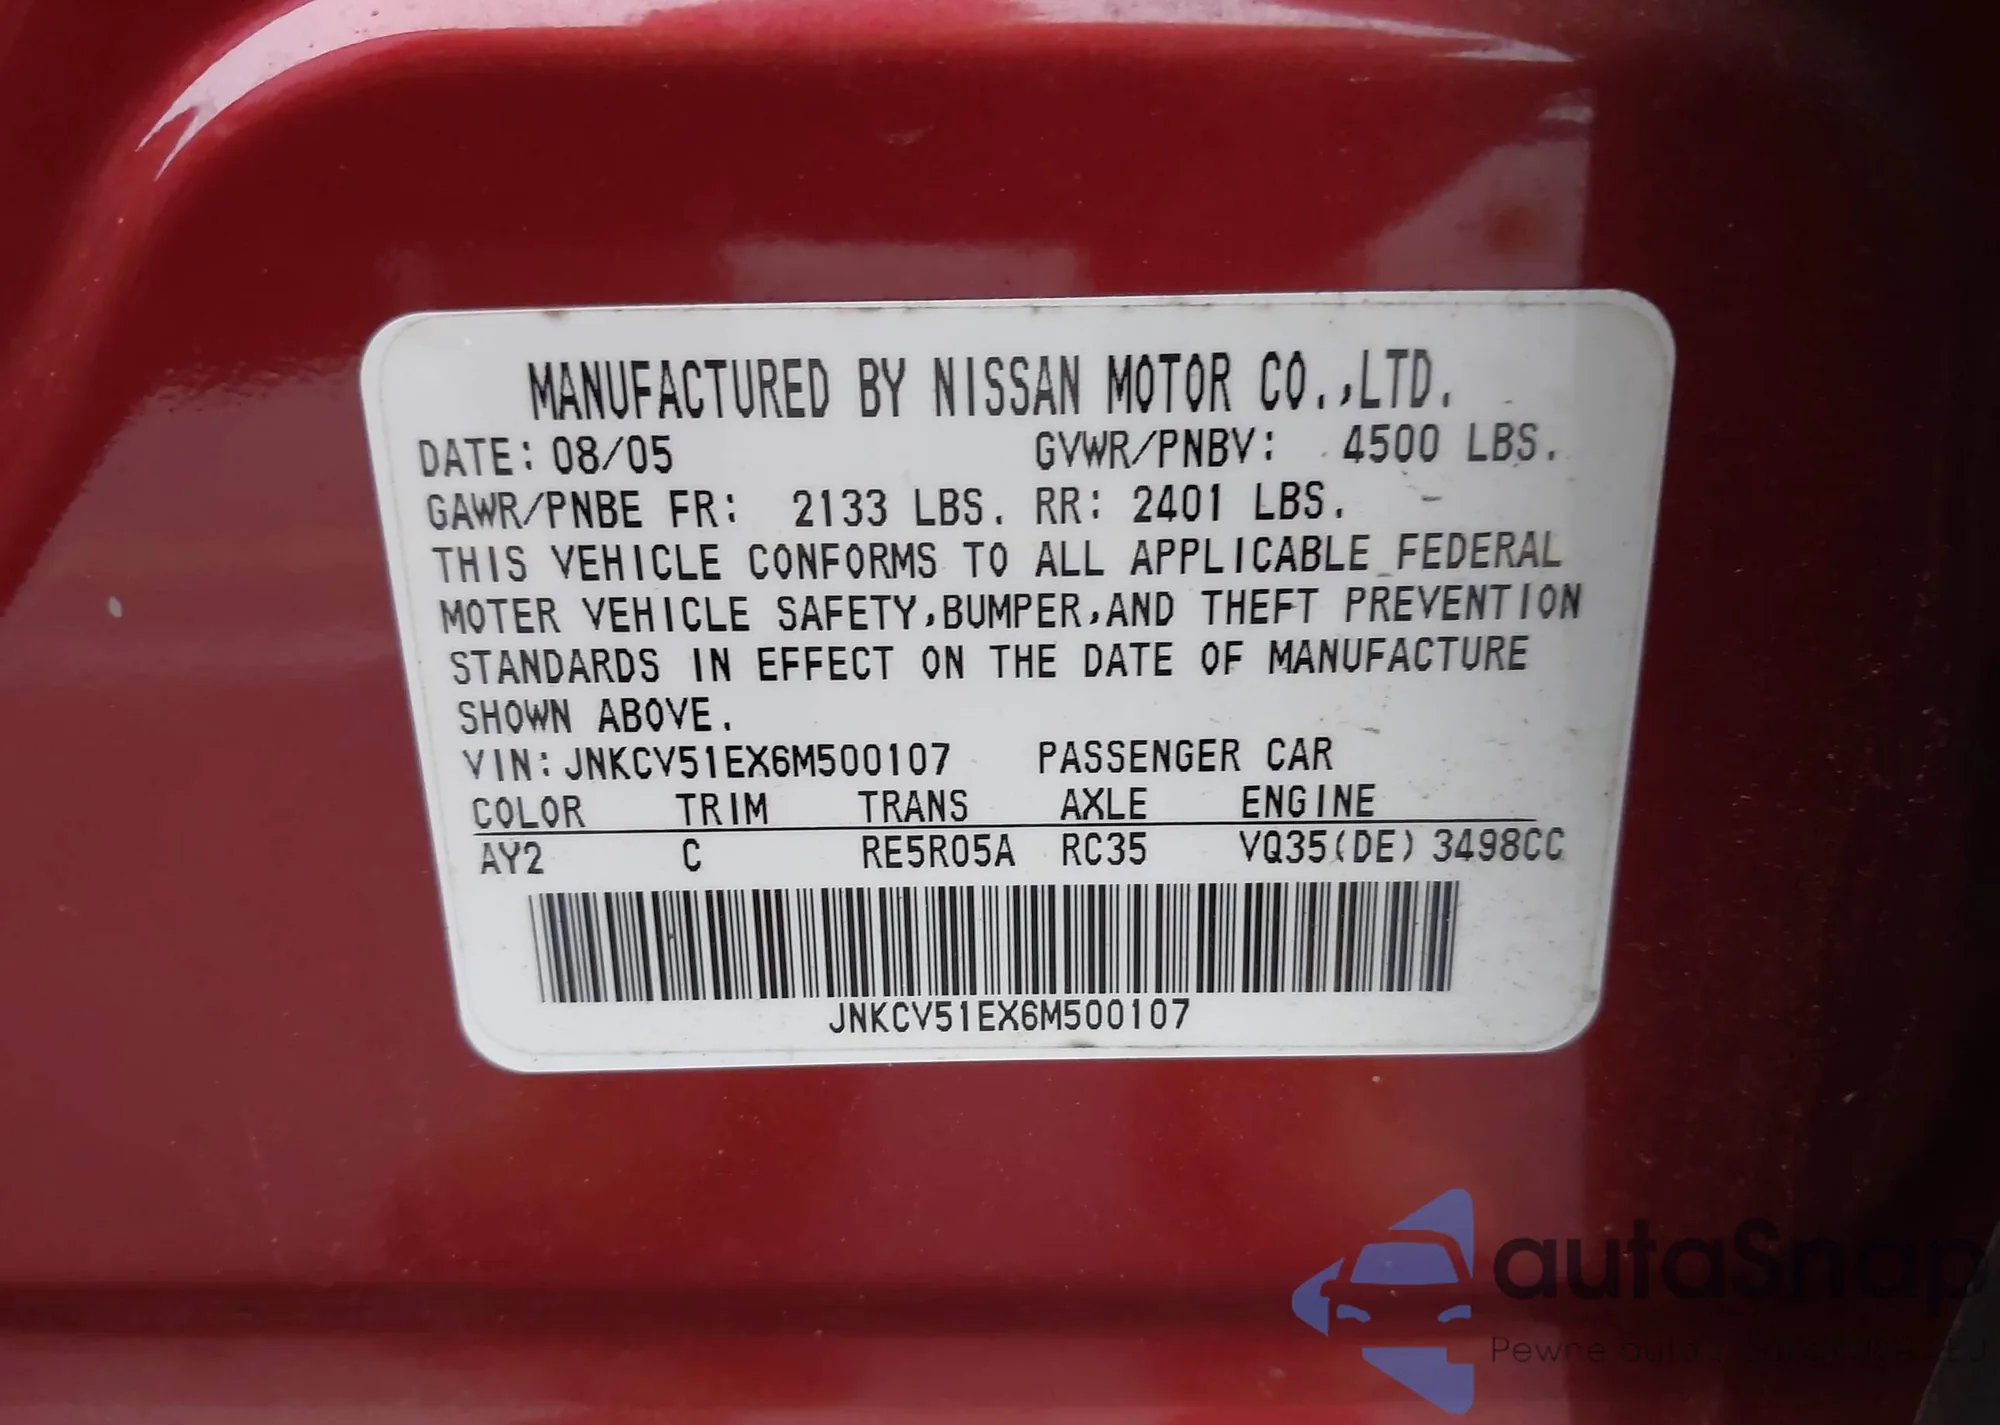 MANUFACTURED BY NISSAN MOTOR CO.,LTD.
DATE: 08/05 GVWR/PNBV: 4500 LBS.
GAWR/PNBE FR: 2133 LBS. RR: 2401 LBS.
THIS VEHICLE CONFORMS TO ALL APPLICABLE FEDERAL
MOTER VEHICLE SAFETY,BUMPER,AND THEFT PREVENTION
STANDARDS IN EFFECT ON THE DATE OF MANUFACTURE
SHOWN ABOVE.
VIN: JNKCV51EX6M500107 PASSENGER CAR
COLOR TRIM TRANS AXLE ENGINE
AY2 C RE5R05A RC35 VQ35(DE) 3498CC
JNKCV51EX6M500107
autaSnap
Pewne auta